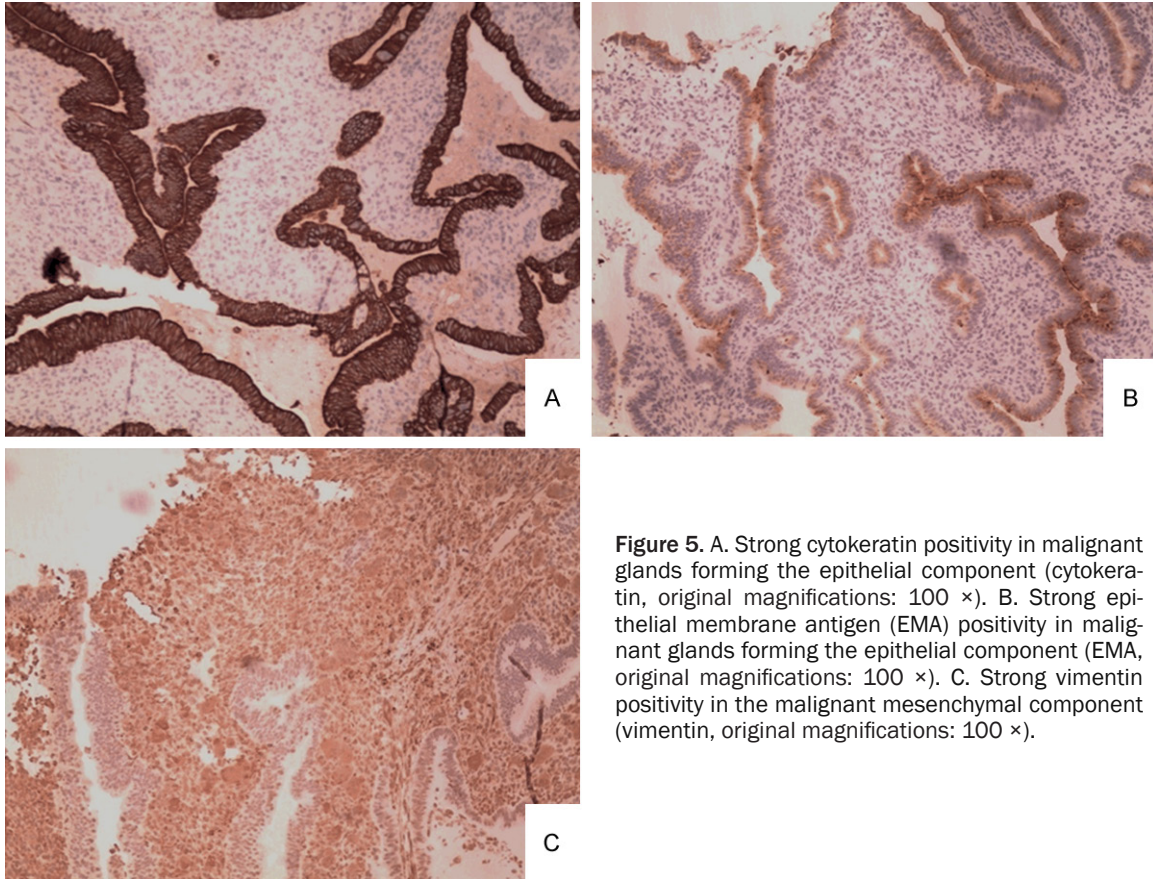 A
B
C
Figure 5. A. Strong cytokeratin positivity in malignant
glands forming the epithelial component (cytokera-
tin, original magnifications: 100 ×). B. Strong epi-
thelial membrane antigen (EMA) positivity in malig-
nant glands forming the epithelial component (EMA,
original magnifications: 100 ×). C. Strong vimentin
positivity in the malignant mesenchymal component
(vimentin, original magnifications: 100 ×).